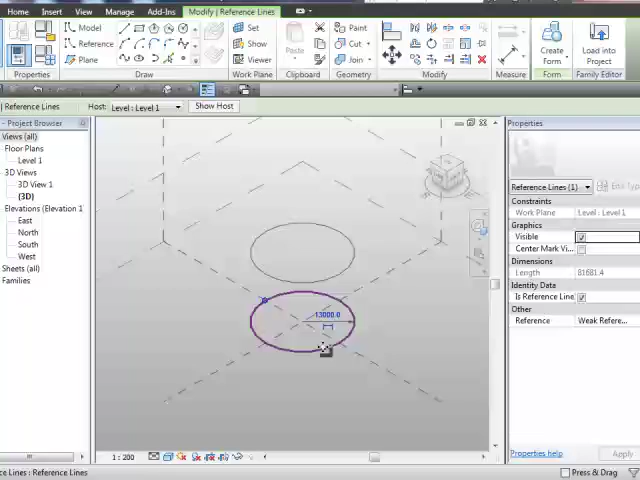 Home Insert View Manage Add-Ins Modify | Reference Lines
Model
Reference
Plane
Set
Show
Viewer
Paste
Paint
Cut
Join
Create
Form
Load into
Project
Properties Draw Work Plane Clipboard Geometry Modify Measure Form Family Editor
Reference Lines Host: Level : Level 1 Show Host
Project Browser
Views (all)
Floor Plans
Level 1
3D Views
3D View 1
(3D)
Elevations (Elevation 1
East
North
South
West
Sheets (all)
Families
13000.0
Properties
Reference Lines (1)
Constraints
Work Plane Level : Level 1
Graphics
Visible
Center Mark Vi...
Dimensions
Length 81681.4
Identity Data
Is Reference Line
Other
Reference Weak Refere...
Properties help Apply
1 : 200
ce Lines : Reference Lines
Press & Drag